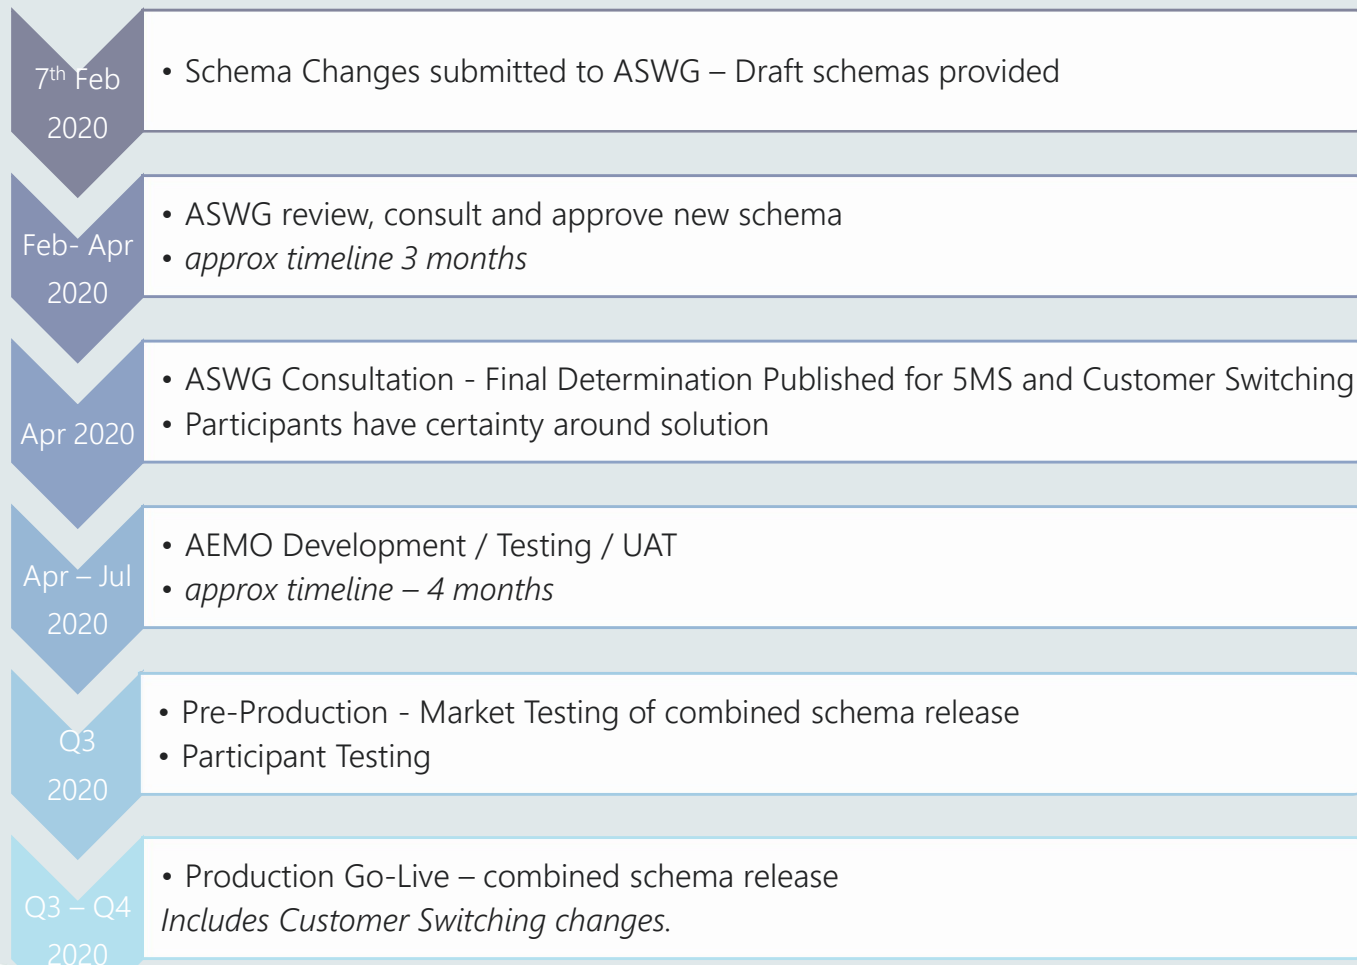 7th Feb
2020
• Schema Changes submitted to ASWG – Draft schemas provided
Feb- Apr
2020
• ASWG review, consult and approve new schema
• approx timeline 3 months
Apr 2020
• ASWG Consultation - Final Determination Published for 5MS and Customer Switching
• Participants have certainty around solution
Apr – Jul
2020
• AEMO Development / Testing / UAT
• approx timeline – 4 months
Q3
2020
• Pre-Production - Market Testing of combined schema release
• Participant Testing
Q3 – Q4
2020
• Production Go-Live – combined schema release
Includes Customer Switching changes.